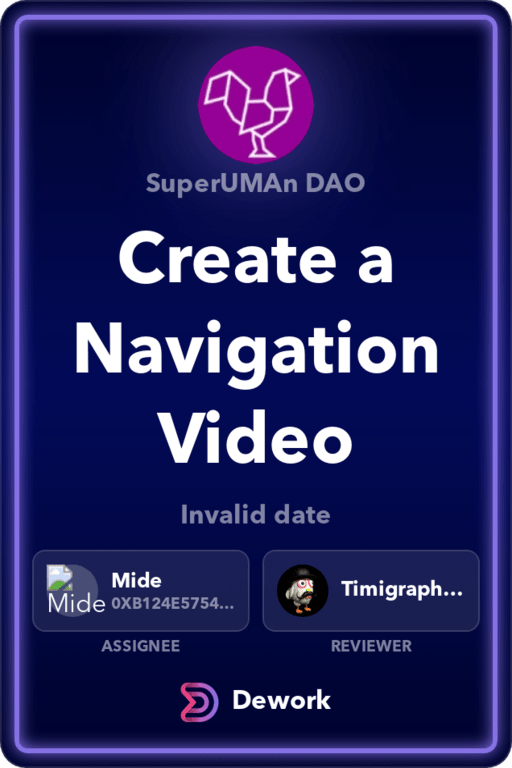 SuperUMAn DAO
Create a
Navigation
Video
Invalid date
Mide
Mide
0XB124E5754...
Timigraph...
ASSIGNEE
REVIEWER
Dework